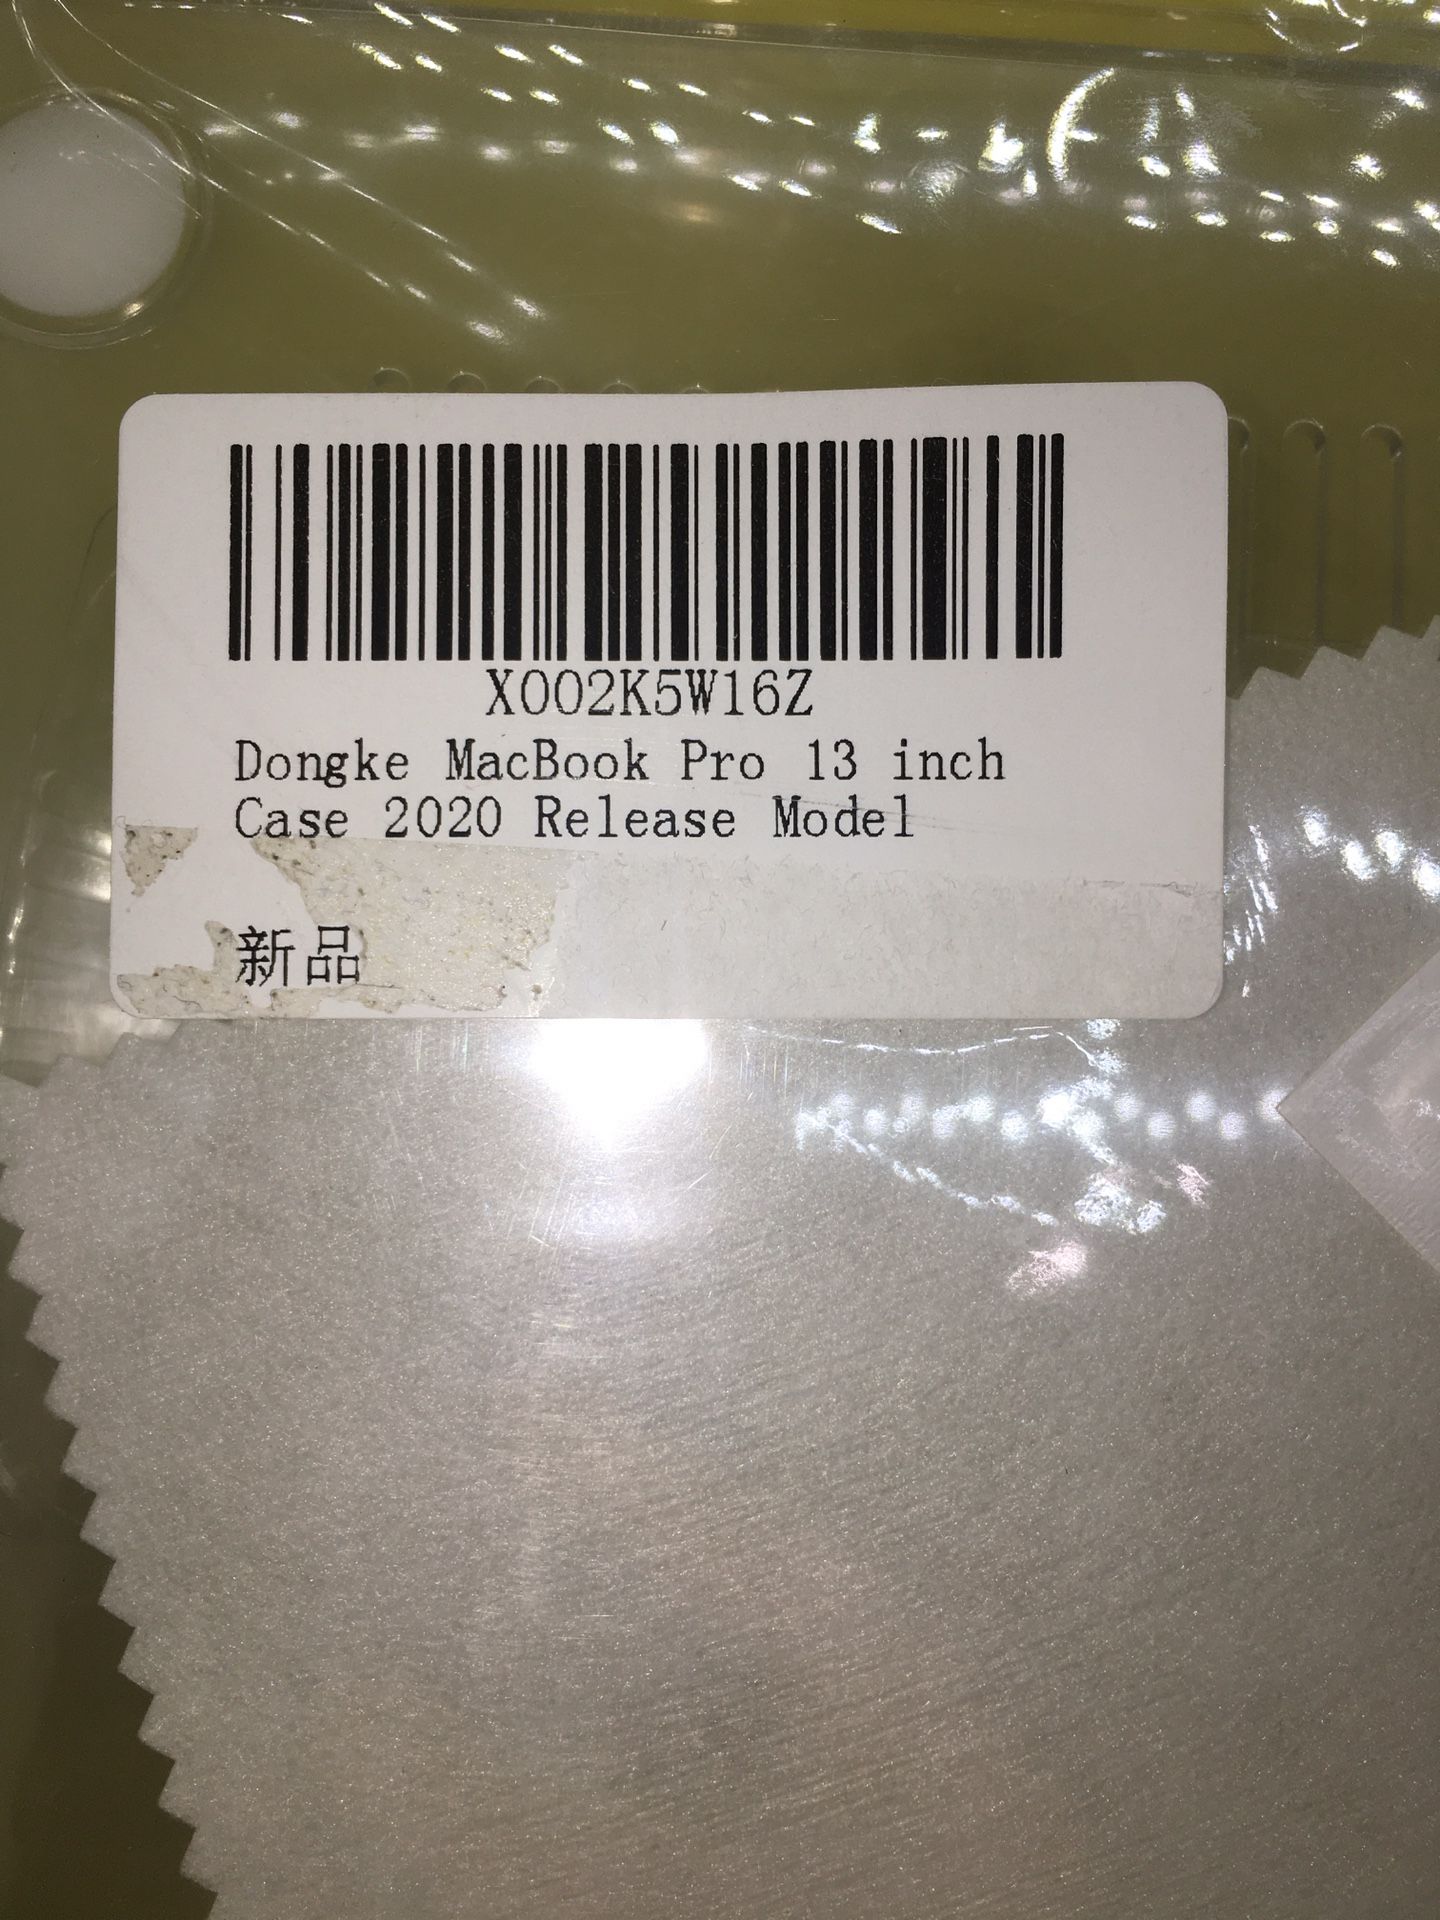 X002K5W16Z
Dongke MacBook Pro 13 inch
Case 2020 Release Model
新品